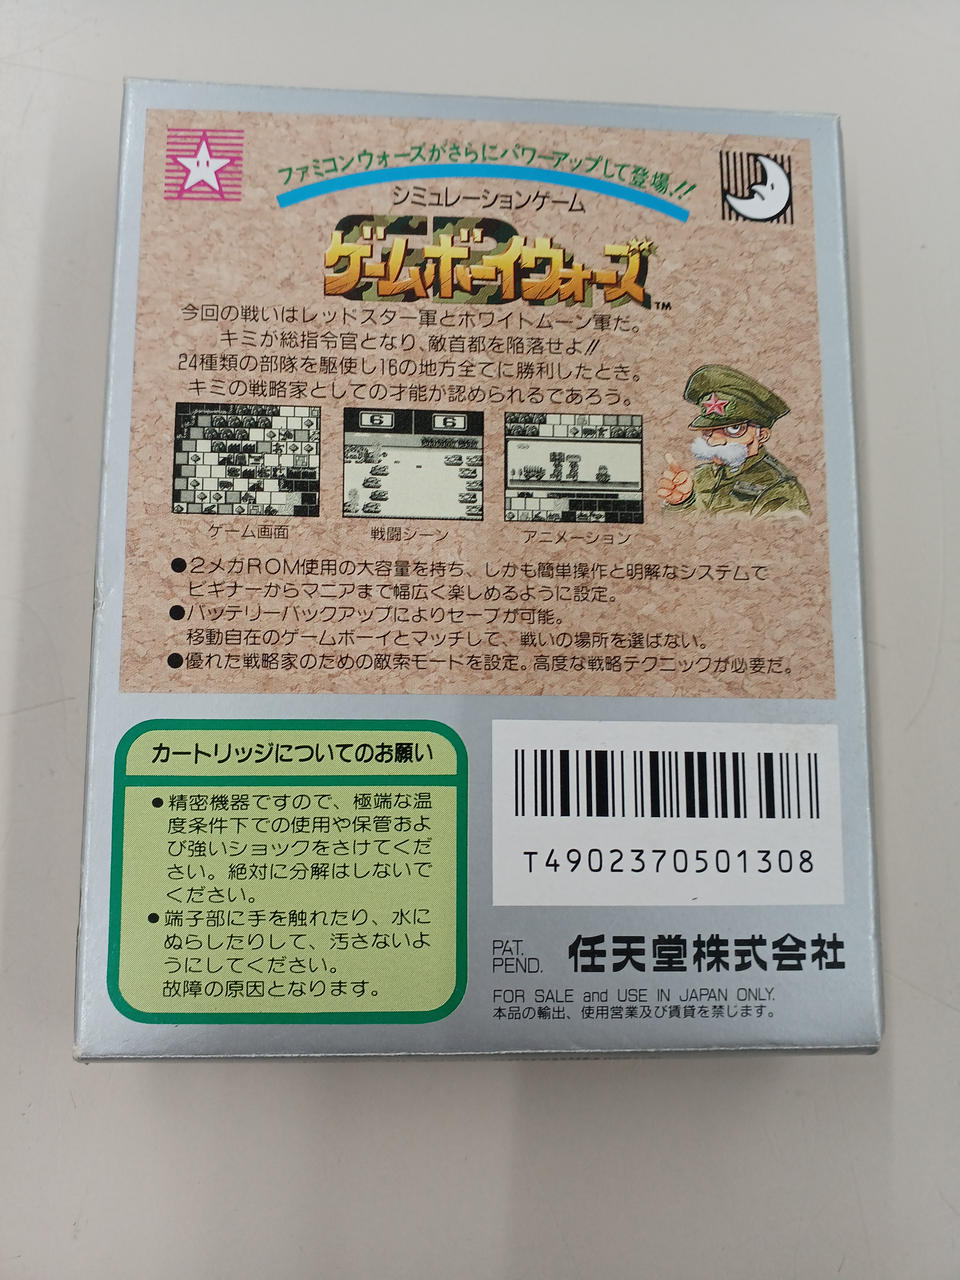 ファミコンウォーズがさらにパワーアップして登場!!
シミュレーションゲーム
ゲームボーイウォーズ
TM
今回の戦いはレッドスター軍とホワイトムーン軍だ。
キミが総指令官となり、敵首都を陥落せよ!!
24種類の部隊を駆使し16の地方全てに勝利したとき。
キミの戦略家としての才能が認められるであろう。
6 6
ゲーム画面 戦闘シーン アニメーション
●2メガROM使用の大容量を持ち、しかも簡単操作と明解なシステムで
ビギナーからマニアまで幅広く楽しめるように設定。
●バッテリーバックアップによりセーブが可能。
移動自在のゲームボーイとマッチして、戦いの場所を選ばない。
●優れた戦略家のための敵索モードを設定。高度な戦略テクニックが必要だ。
カートリッジについてのお願い
●精密機器ですので、極端な温
度条件下での使用や保管およ
び強いショックをさけてくだ
さい。絶対に分解はしないで
ください。
●端子部に手を触れたり、水に
ぬらしたりして、汚さないよ
うにしてください。
故障の原因となります。
T4902370501308
PAT.
PEND.
任天堂株式会社
FOR SALE and USE IN JAPAN ONLY.
本品の輸出、使用営業及び賃貸を禁じます。